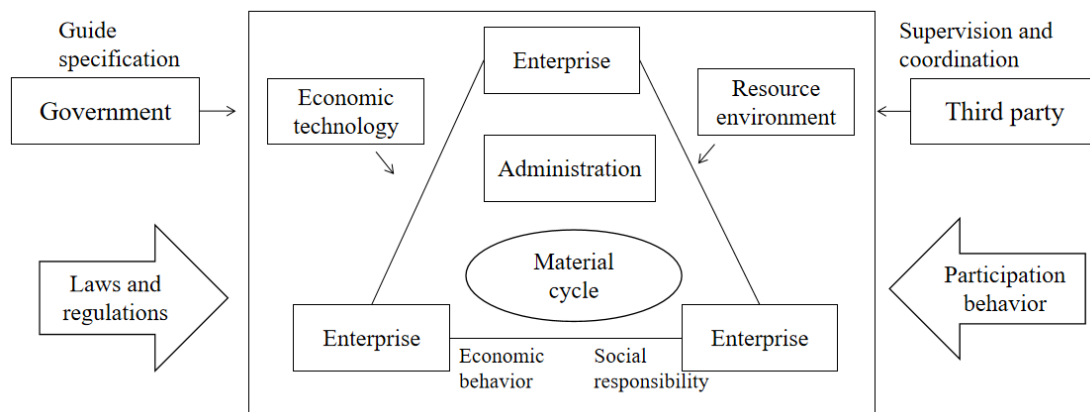 Guide
specification
Government
Laws and
regulations
Enterprise
Economic
technology
Resource
environment
Administration
Material
cycle
Enterprise
Enterprise
Economic
behavior
Social
responsibility
Supervision and
coordination
Third party
Participation
behavior